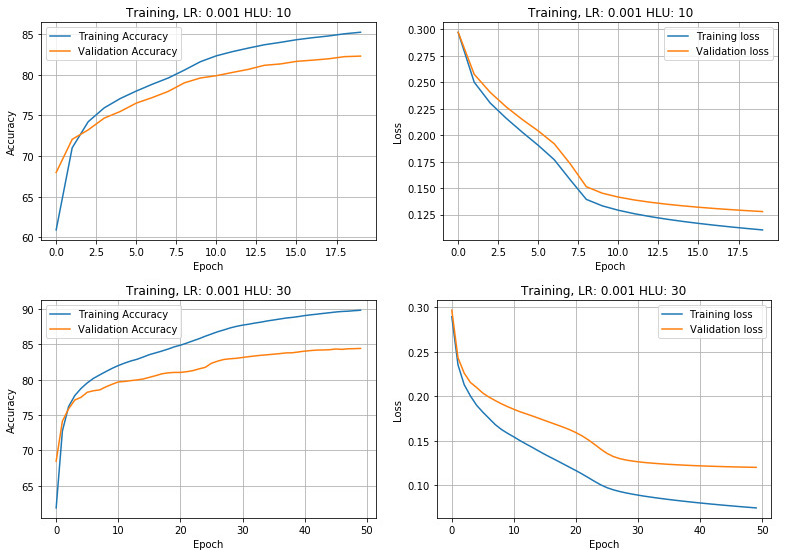 Training, LR: 0.001 HLU: 10
Training Accuracy
Validation Accuracy
85
80
75
70
65
60
Accuracy
0.0 2.5 5.0 7.5 10.0 12.5 15.0 17.5
Epoch
Training, LR: 0.001 HLU: 10
Training loss
Validation loss
0.300
0.275
0.250
0.225
0.200
0.175
0.150
0.125
Loss
0.0 2.5 5.0 7.5 10.0 12.5 15.0 17.5
Epoch
Training, LR: 0.001 HLU: 30
Training Accuracy
Validation Accuracy
90
85
80
75
70
65
Accuracy
0 10 20 30 40 50
Epoch
Training, LR: 0.001 HLU: 30
Training loss
Validation loss
0.30
0.25
0.20
0.15
0.10
Loss
0 10 20 30 40 50
Epoch